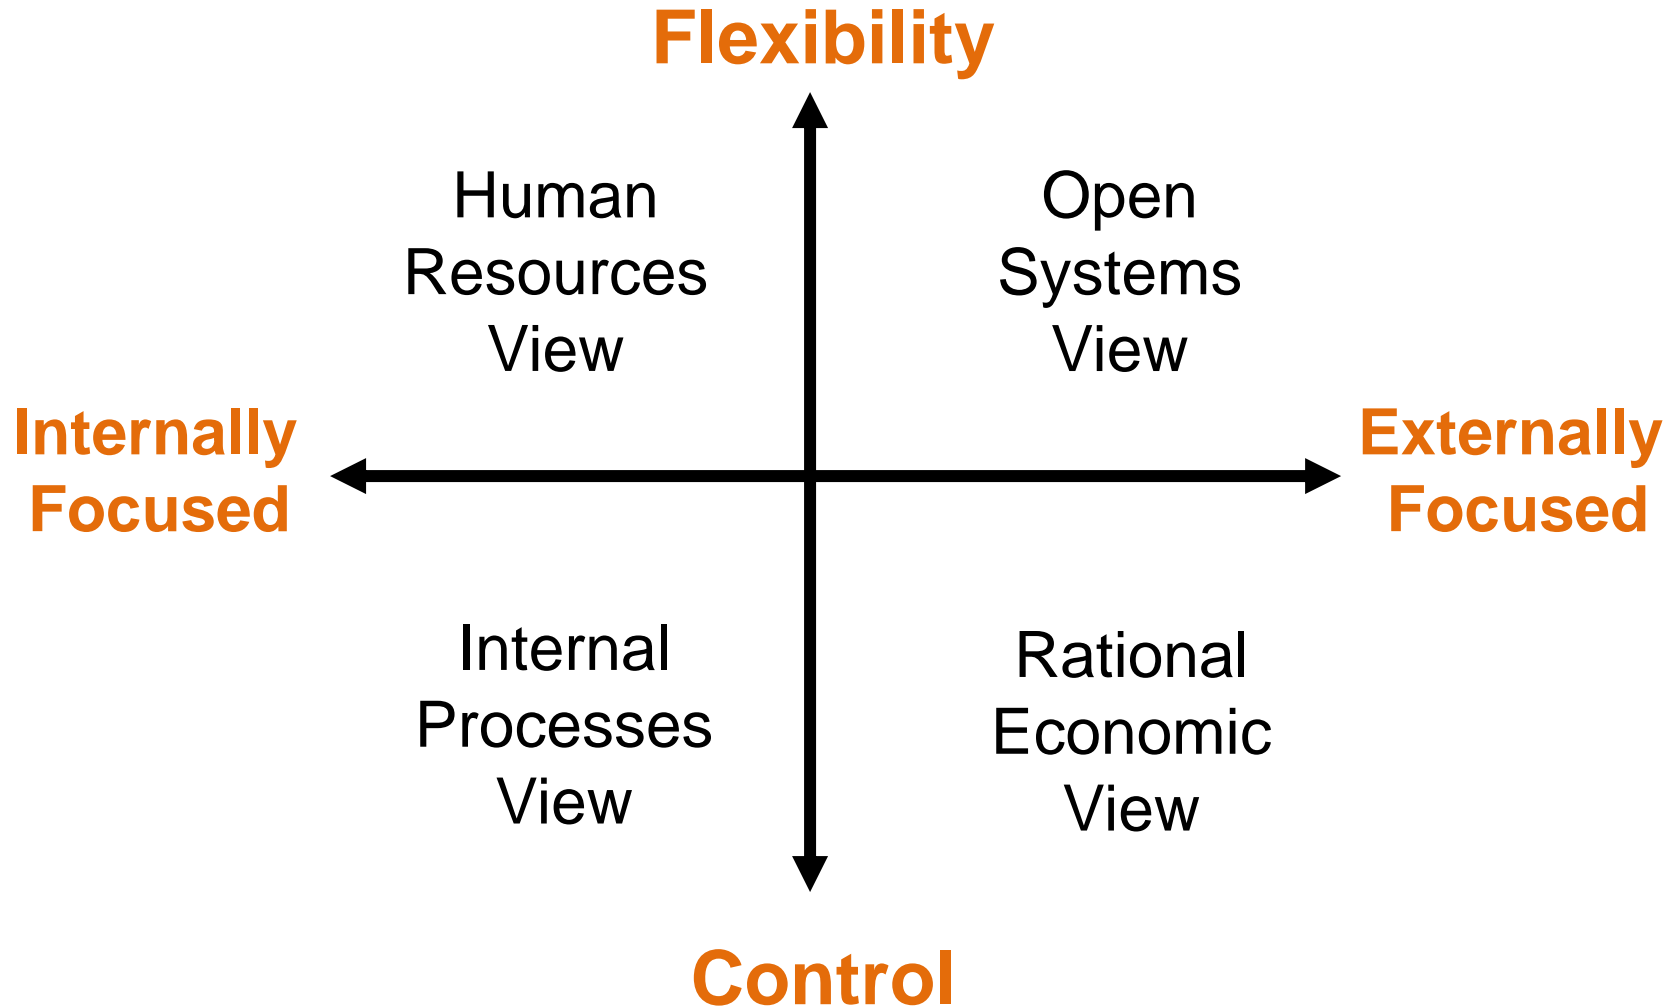 Flexibility
Human
Resources
View
Open
Systems
View
Internally
Focused
Externally
Focused
Internal
Processes
View
Rational
Economic
View
Control